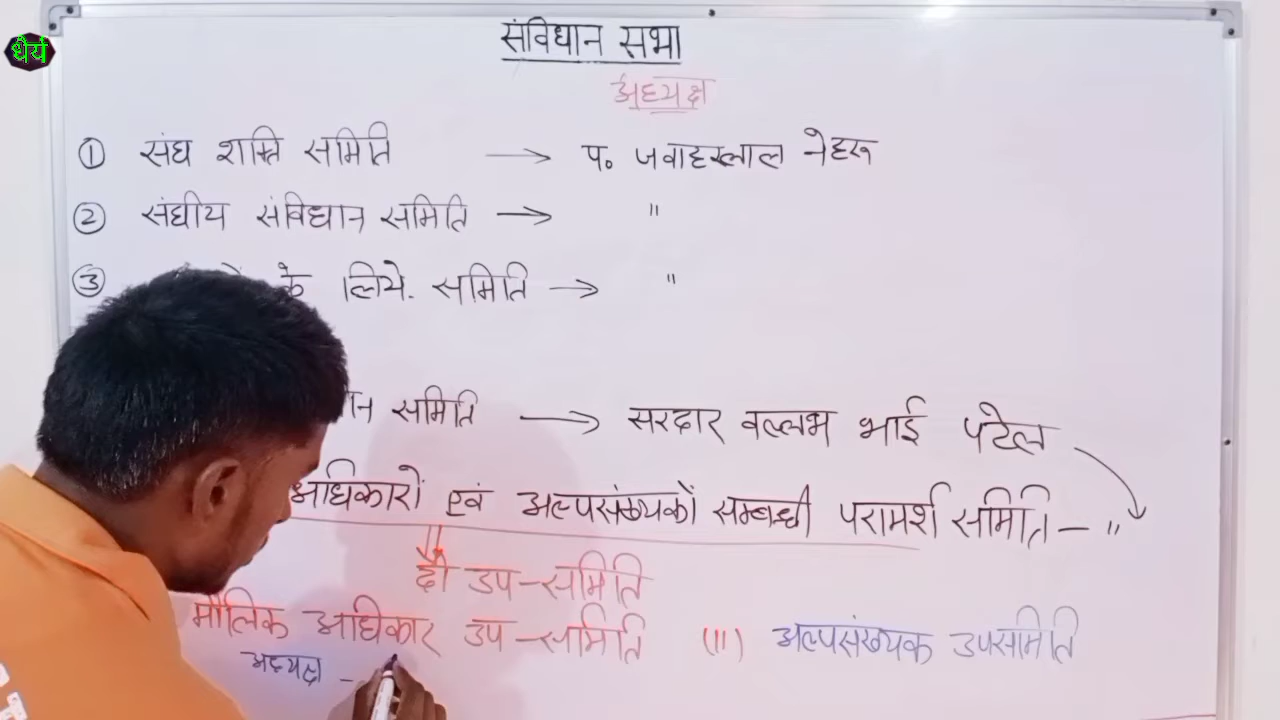 धैर्य
संविधान सभा
अध्यक्ष
① संघ शक्ति समिति → प० जवाहरलाल नेहरू
② संघीय संविधान समिति → "
③ के लिये. समिति → "
समिति → सरदार वल्लभ भाई पटेल
अधिकारों एवं अल्पसंख्यकों सम्बन्धी परामर्श समिति - "
दो उप-समिति
मौलिक अधिकार उप-समिति (II) अल्पसंख्यक उपसमिति
अध्यक्ष -